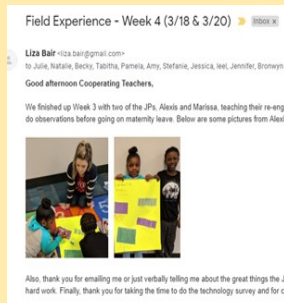 Field Experience - Week 4 (3/18 & 3/20) Inbox x
Liza Bair <liza.bair@gmail.com>
to Julie, Natalie, Becky, Tabitha, Pamela, Amy, Stefanie, Jessica, Jennifer, Bronwyn
Good afternoon Cooperating Teachers,
We finished up Week 3 with two of the JPs, Alexis and Marissa, teaching their re-eng
do observations before going on maternity leave. Below are some pictures from Alexi
Also, thank you for emailing me or just verbally telling me about the great things the J
hard work. Finally, thank you for taking the time to do the technology survey and for c